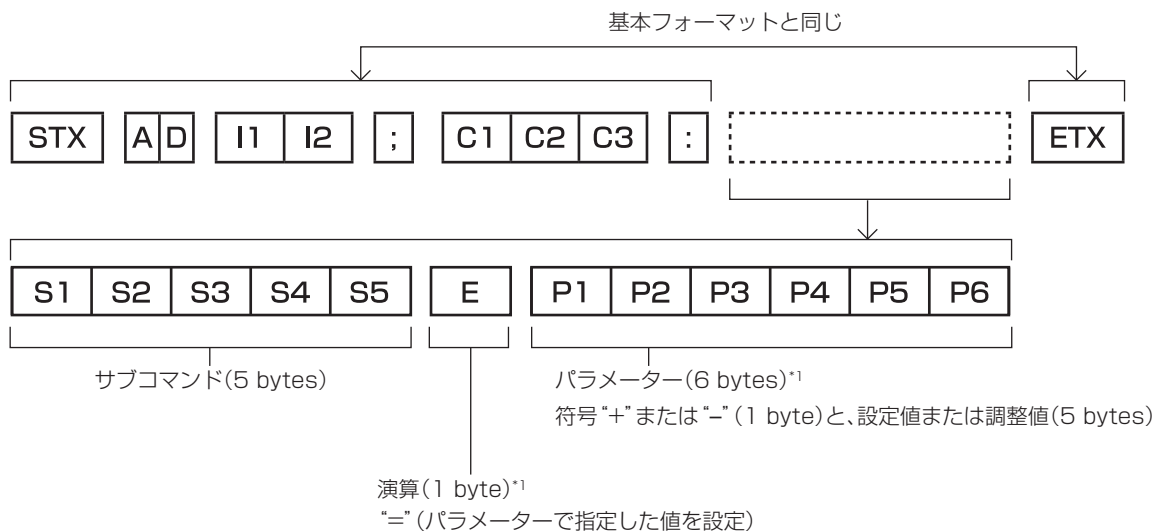 基本フォーマットと同じ
STX A D I1 I2 ; C1 C2 C3 : ETX
S1 S2 S3 S4 S5 E P1 P2 P3 P4 P5 P6
サブコマンド(5 bytes)
パラメーター(6 bytes)*1
符号“+”または“–”(1 byte)と、設定値または調整値(5 bytes)
演算(1 byte)*1
“=”(パラメーターで指定した値を設定)